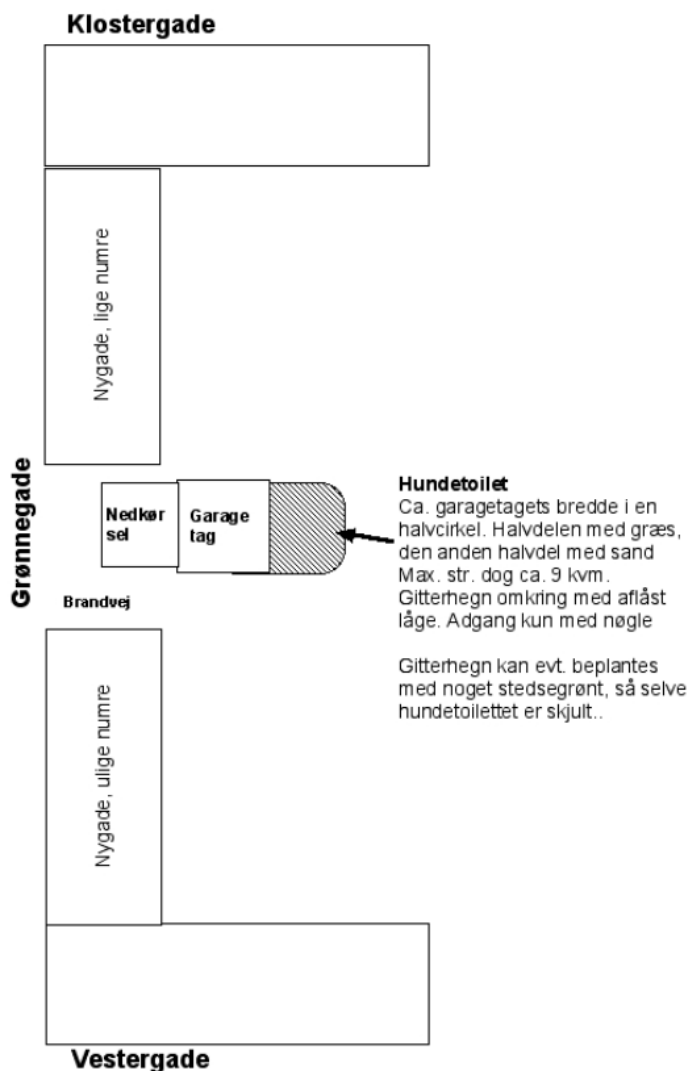 Klostergade
Nygade, lige numre
Grønnegade
Nedkør
sel
Garage
tag
Hundetoilet
Ca. garagetagets bredde i en
halvcirkel. Halvdelen med græs,
den anden halvdel med sand
Max. str. dog ca. 9 kvm.
Gitterhegn omkring med aflåst
låge. Adgang kun med nøgle
Gitterhegn kan evt. beplantes
med noget stedsegrønt, så selve
hundetoilettet er skjult..
Brandvej
Nygade, ulige numre
Vestergade